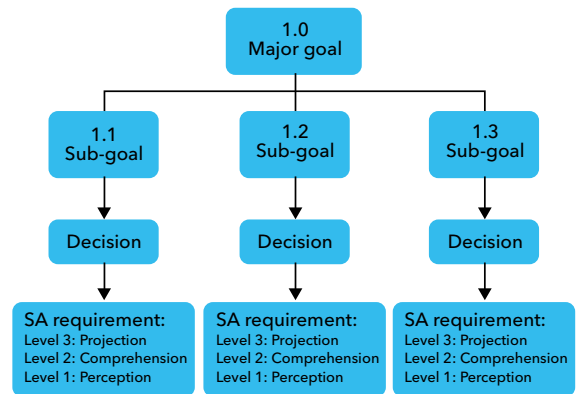 1.0
Major goal
1.1
Sub-goal
1.2
Sub-goal
1.3
Sub-goal
Decision
Decision
Decision
SA requirement:
Level 3: Projection
Level 2: Comprehension
Level 1: Perception
SA requirement:
Level 3: Projection
Level 2: Comprehension
Level 1: Perception
SA requirement:
Level 3: Projection
Level 2: Comprehension
Level 1: Perception